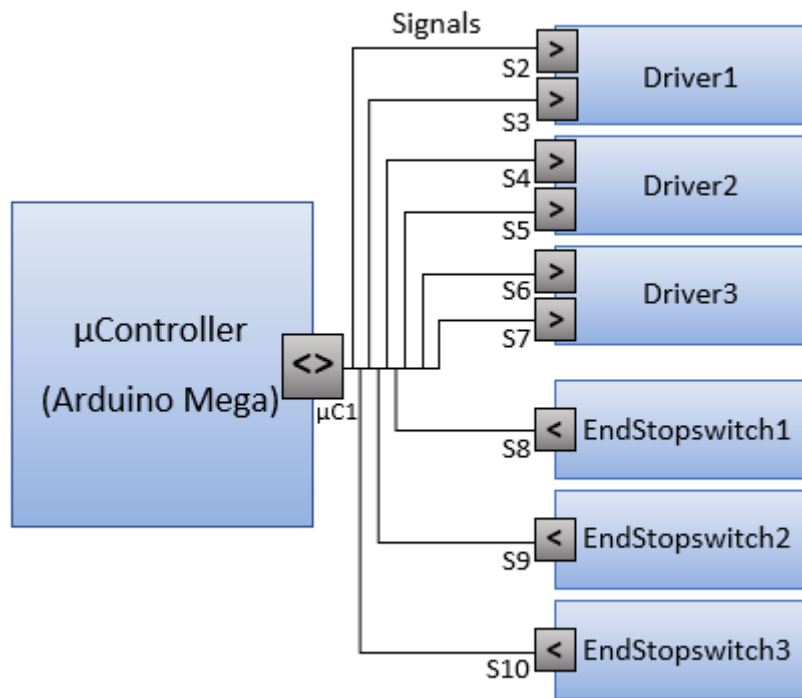 Signals
S2
>
Driver1
S3
>
S4
>
Driver2
S5
>
S6
>
Driver3
S7
>
µController
(Arduino Mega)
<>
µC1
S8
<
EndStopswitch1
S9
<
EndStopswitch2
S10
<
EndStopswitch3